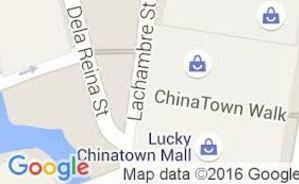 Dela Reina St
Lachambre St
ChinaTown Walk
Lucky
Chinatown Mall
Google
Map data ©2016 Google